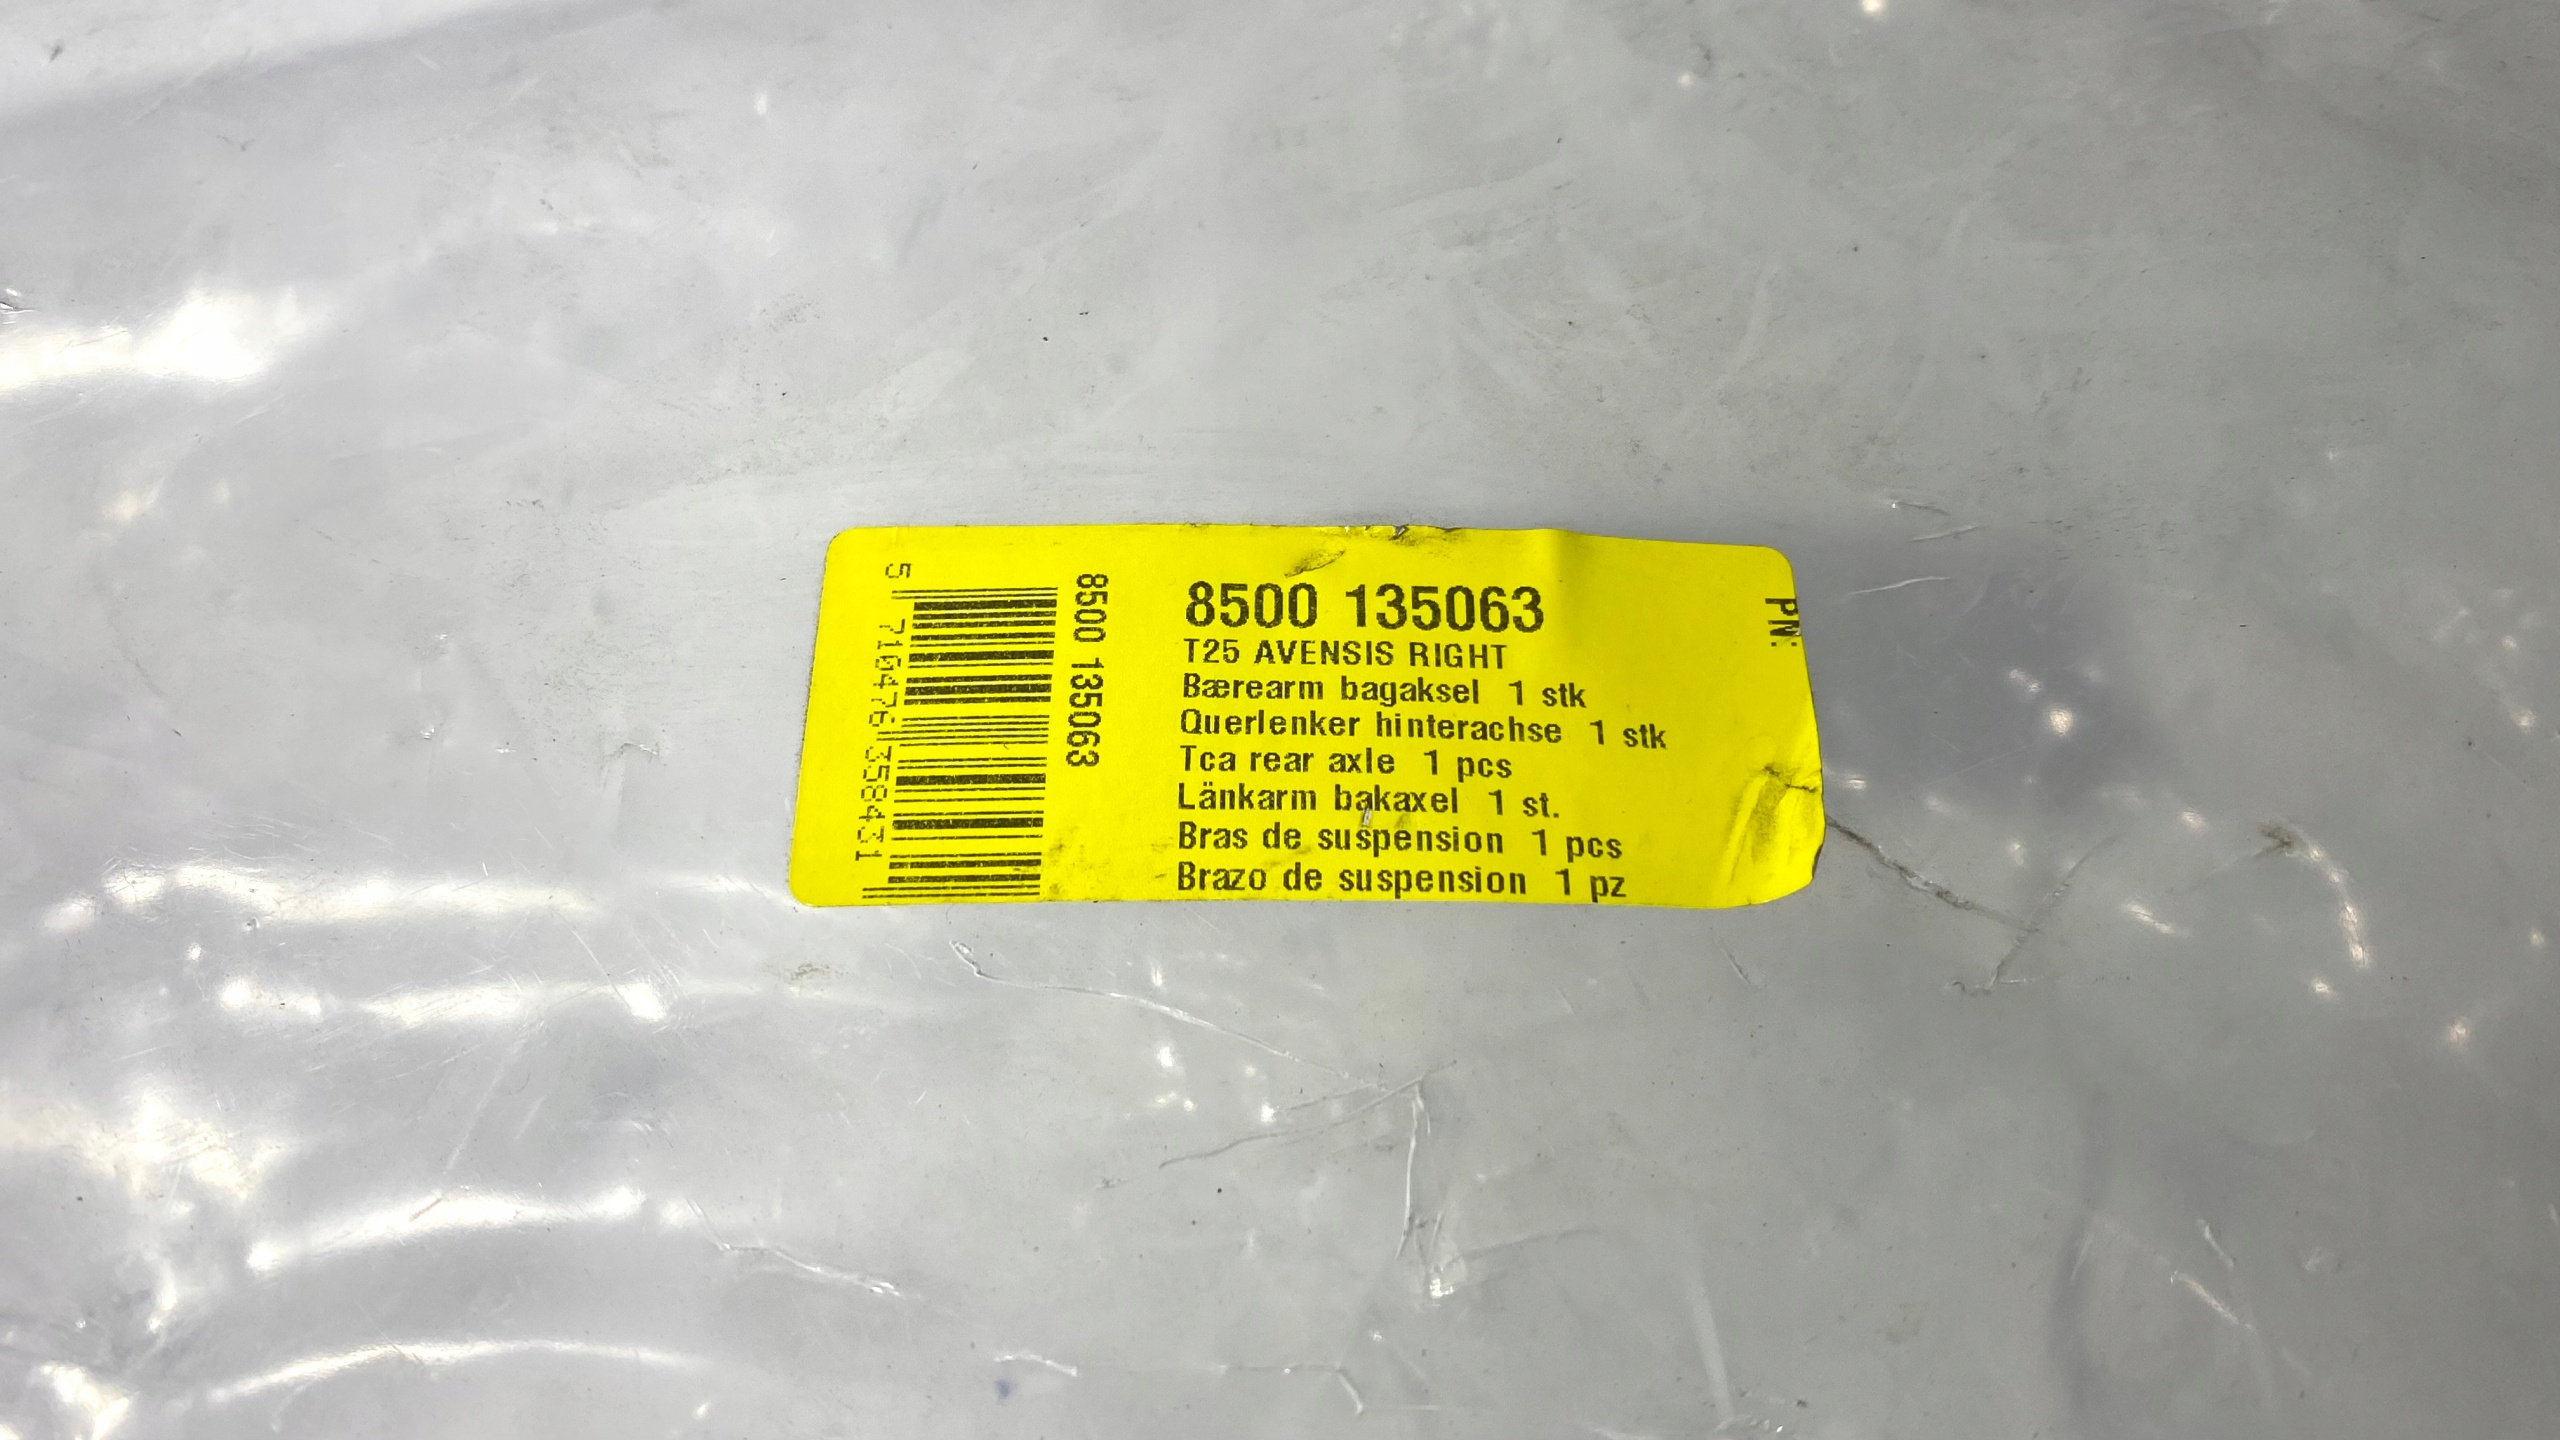 8500 135063
T25 AVENSIS RIGHT
Bærearm bagaksel 1 stk
Querlenker hinterachse 1 stk
Tca rear axle 1 pcs
Länkarm bakaxel 1 st.
Bras de suspension 1 pcs
Brazo de suspension 1 pz
8500 135063
5 710476 358431
PN: